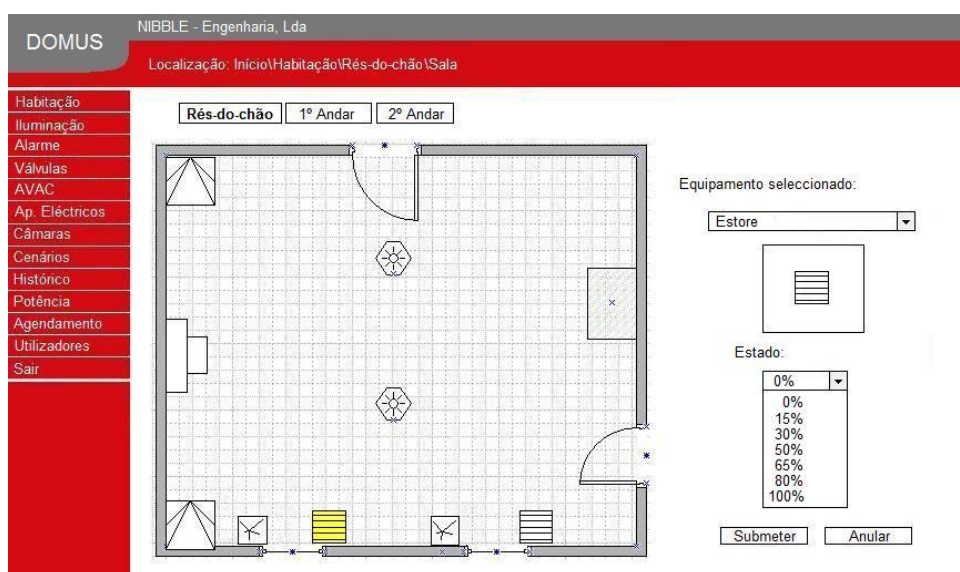 DOMUS
NIBBLE - Engenharia, Lda
Localização: Início\Habitação\Rés-do-chão\Sala
Habitação
Iluminação
Alarme
Válvulas
AVAC
Ap. Eléctricos
Câmaras
Cenários
Histórico
Potência
Agendamento
Utilizadores
Sair
Rés-do-chão
1º Andar
2º Andar
Equipamento seleccionado:
Estore
Estado:
0%
0%
15%
30%
50%
65%
80%
100%
Submeter
Anular